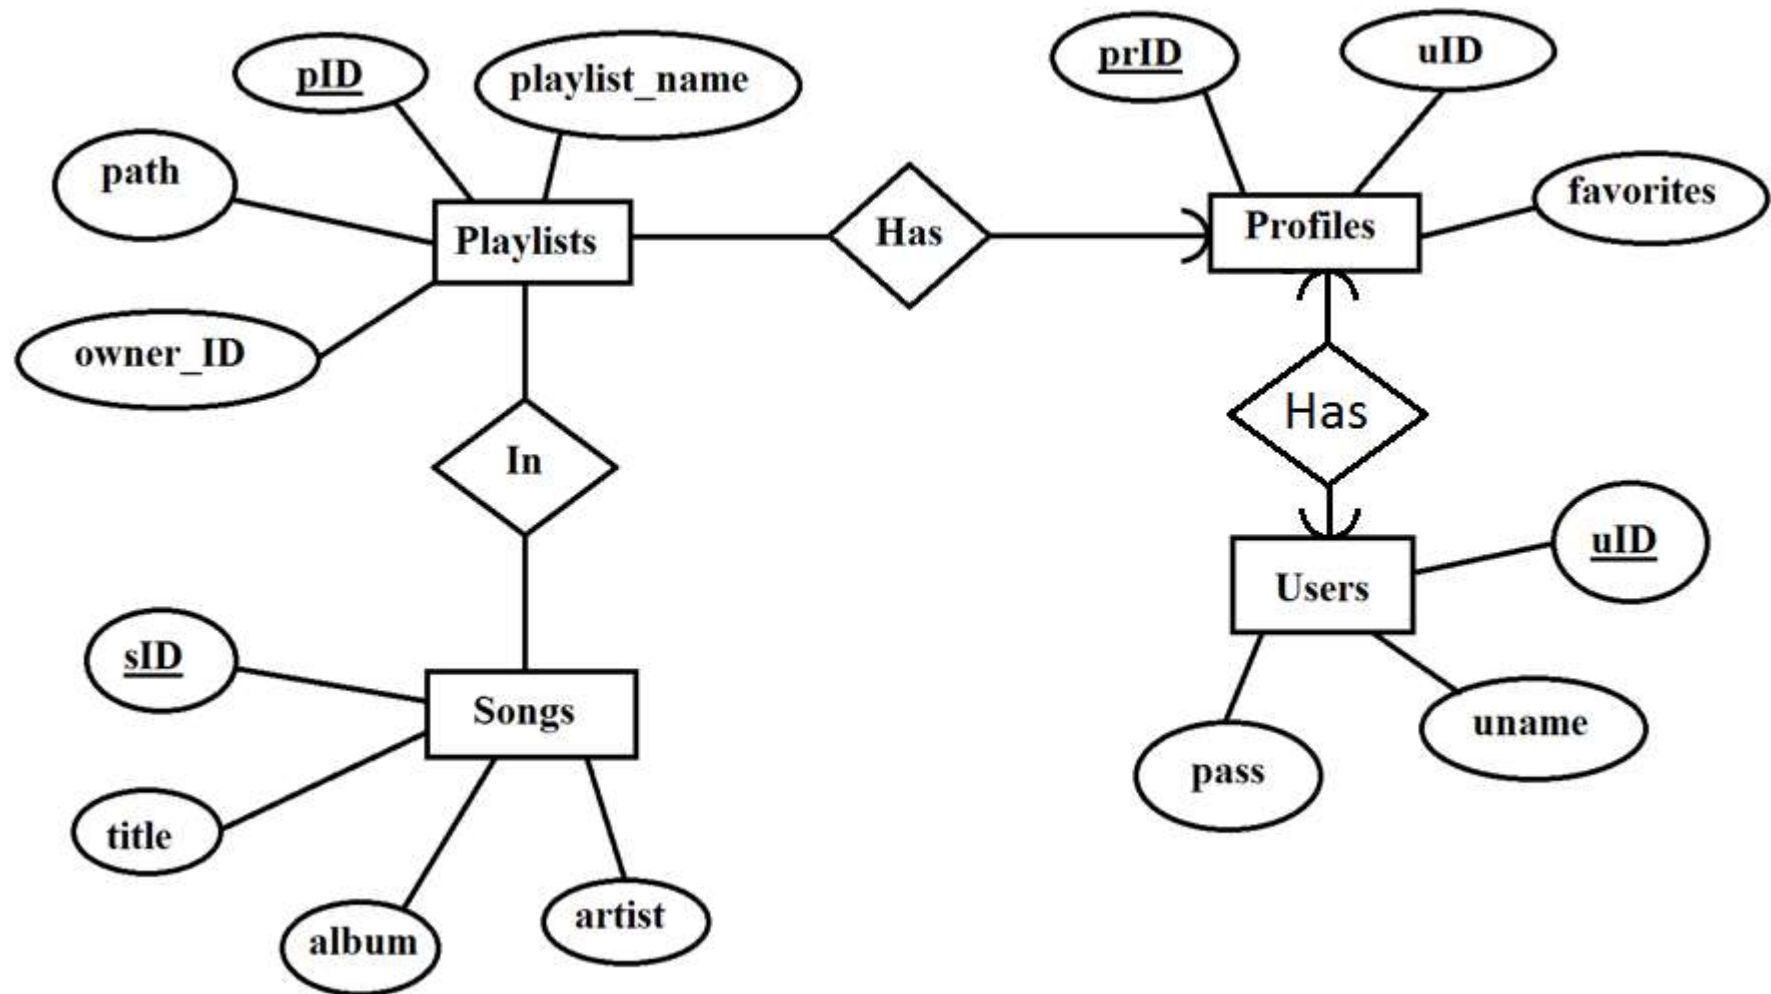 pID
playlist_name
prID
uID
path
favorites
Playlists
Has
Profiles
owner_ID
Has
In
uID
Users
sID
Songs
uname
pass
title
artist
album